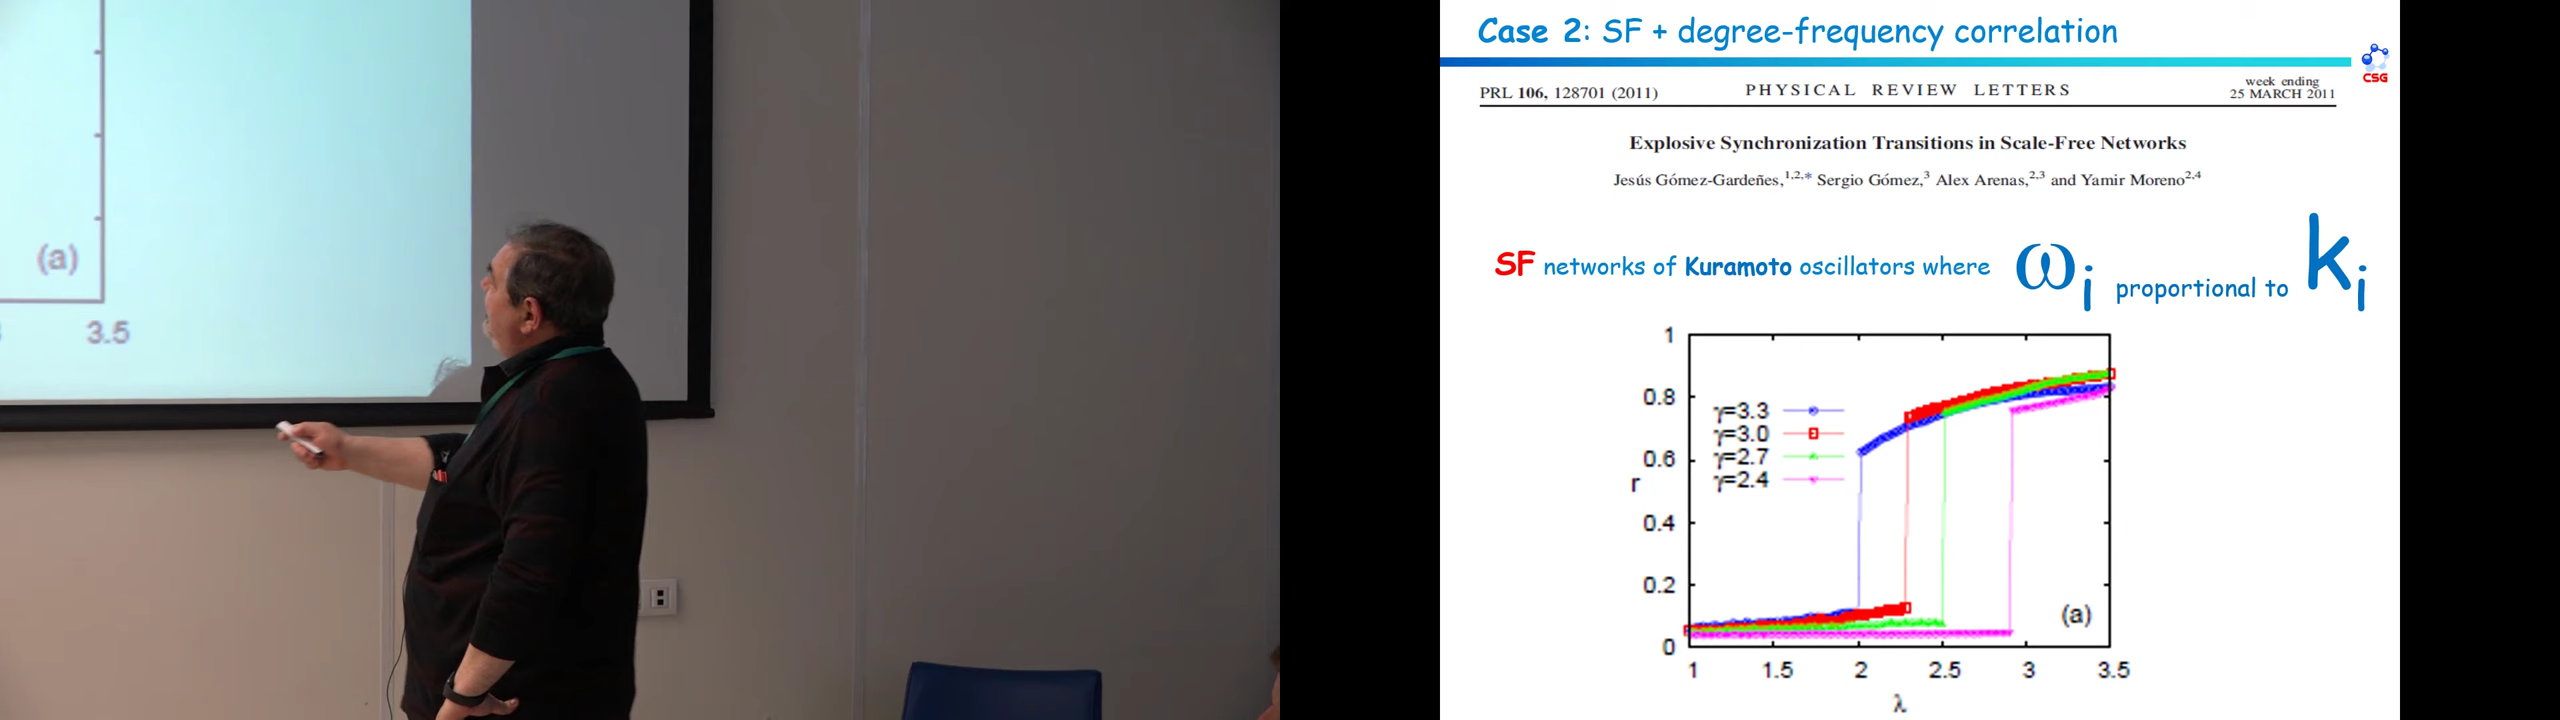 (a)
3.5
Case 2: SF + degree-frequency correlation
CSG
PRL 106, 128701 (2011) PHYSICAL REVIEW LETTERS week ending 25 MARCH 2011
Explosive Synchronization Transitions in Scale-Free Networks
Jesús Gómez-Gardeñes,1,2,* Sergio Gómez,3 Alex Arenas,2,3 and Yamir Moreno2,4
SF networks of Kuramoto oscillators where ωi proportional to ki
1
0.8
γ=3.3
γ=3.0
0.6
γ=2.7
γ=2.4
r
0.4
0.2
(a)
0
1 1.5 2 2.5 3 3.5
λ